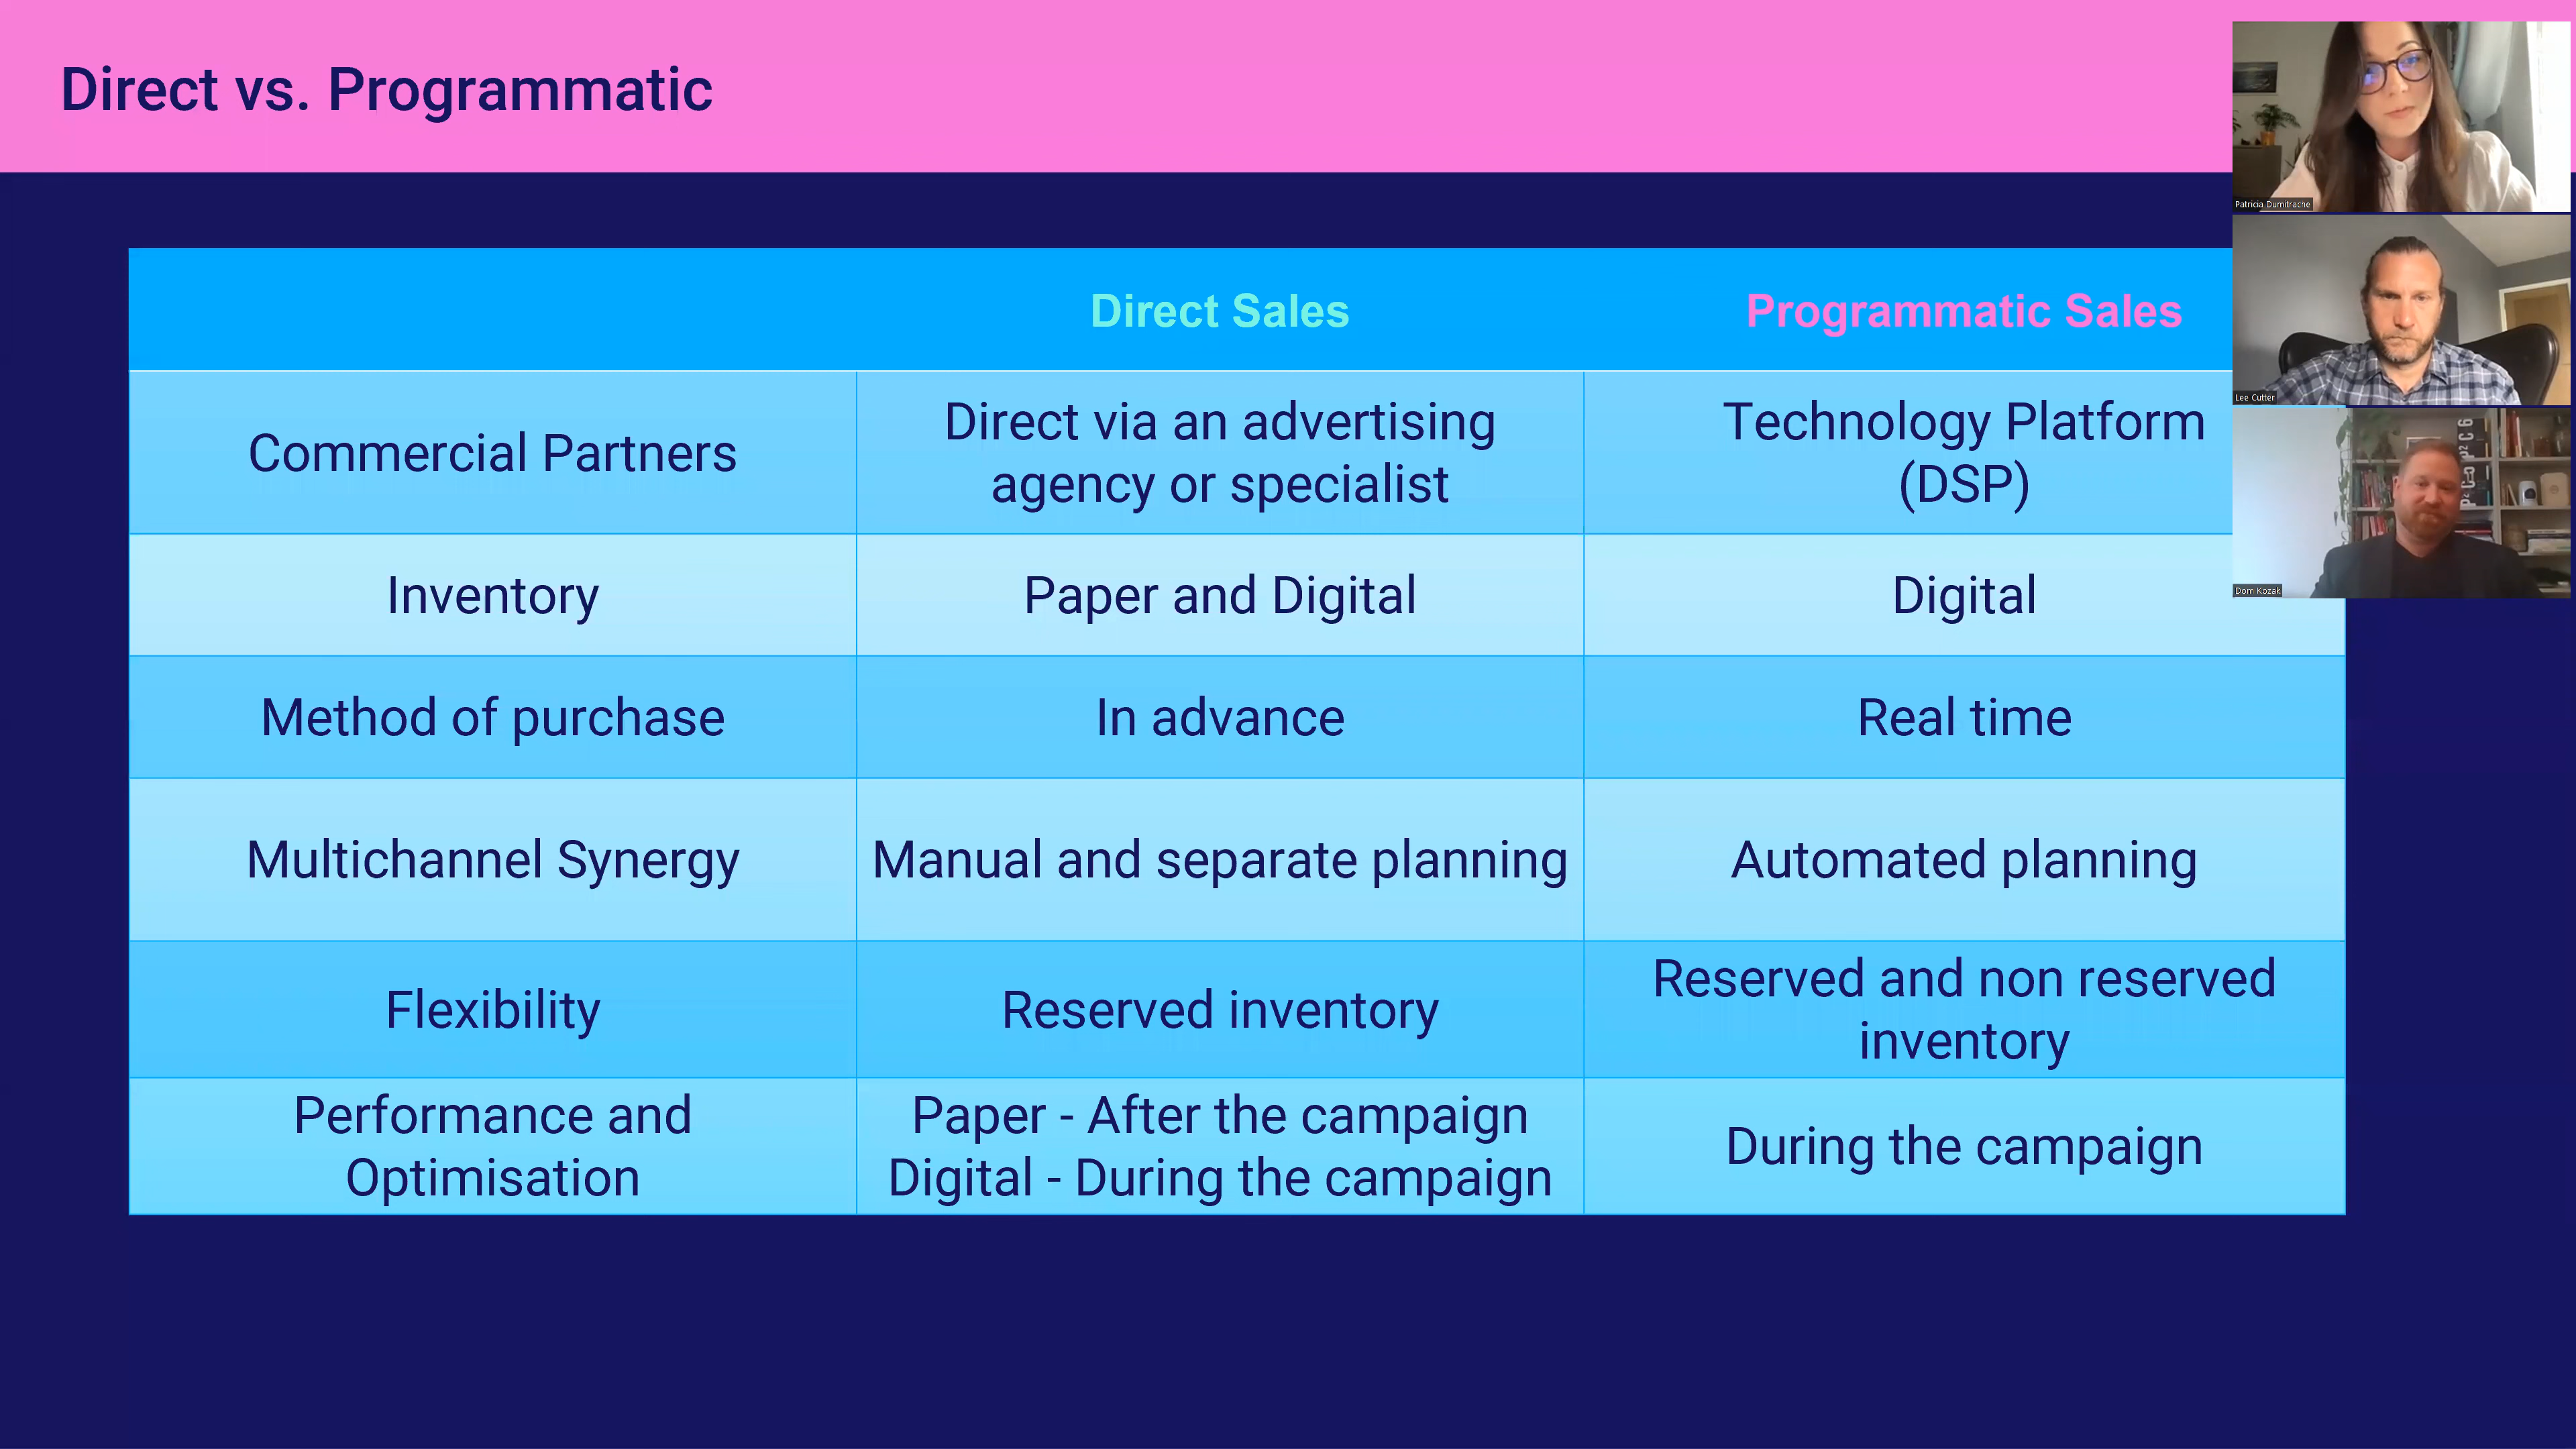 Direct vs. Programmatic
Direct Sales
Programmatic Sales
Commercial Partners
Direct via an advertising
agency or specialist
Technology Platform
(DSP)
Inventory
Paper and Digital
Digital
Method of purchase
In advance
Real time
Multichannel Synergy
Manual and separate planning
Automated planning
Flexibility
Reserved inventory
Reserved and non reserved
inventory
Performance and
Optimisation
Paper - After the campaign
Digital - During the campaign
During the campaign
Patricia Dumitrache
Lee Cutter
Dom Kozak